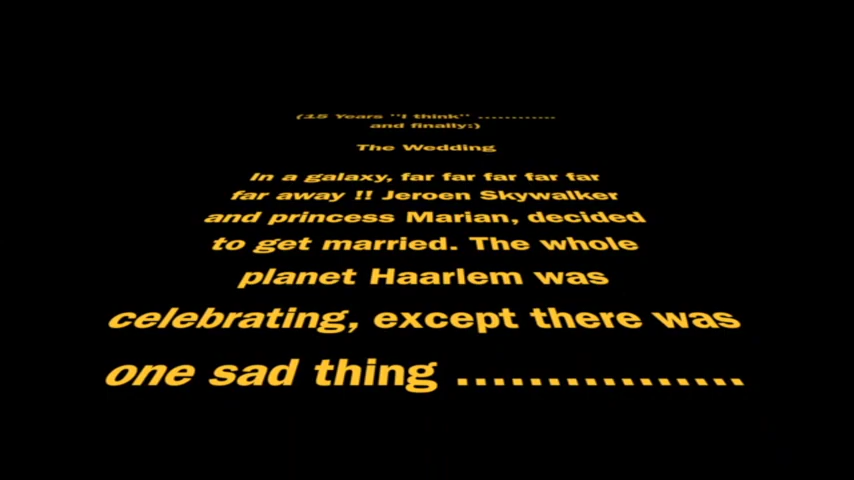 (15 Years "I think" .............
and finally:)
The Wedding
In a galaxy, far far far far far
far away !! Jeroen Skywalker
and princess Marian, decided
to get married. The whole
planet Haarlem was
celebrating, except there was
one sad thing ................